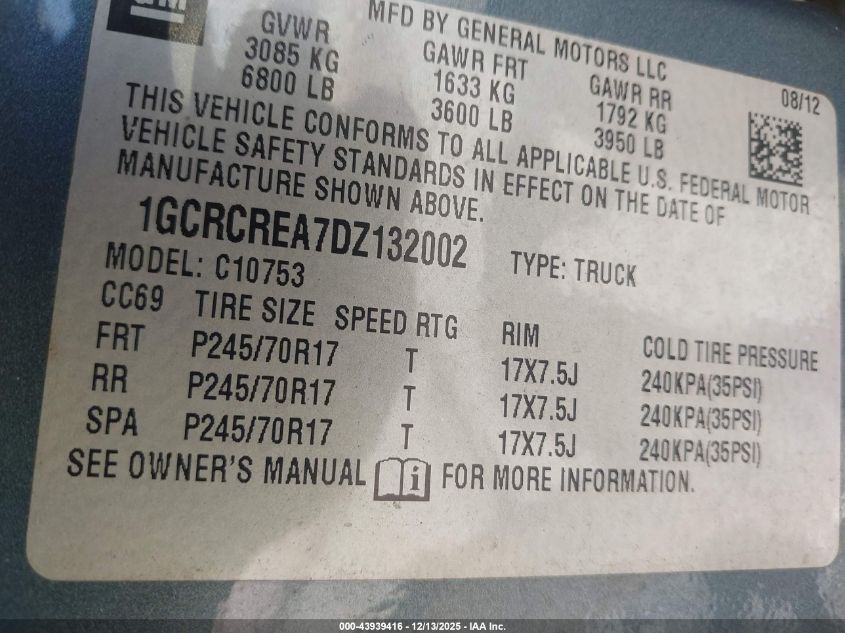 GM
MFD BY GENERAL MOTORS LLC
08/12
GVWR GAWR FRT GAWR RR
3085 KG 1633 KG 1792 KG
6800 LB 3600 LB 3950 LB
THIS VEHICLE CONFORMS TO ALL APPLICABLE U.S. FEDERAL MOTOR
VEHICLE SAFETY STANDARDS IN EFFECT ON THE DATE OF
MANUFACTURE SHOWN ABOVE.
1GCRCREA7DZ132002 TYPE: TRUCK
MODEL: C10753
CC69 TIRE SIZE SPEED RTG RIM COLD TIRE PRESSURE
FRT P245/70R17 T 17X7.5J 240KPA(35PSI)
RR P245/70R17 T 17X7.5J 240KPA(35PSI)
SPA P245/70R17 T 17X7.5J 240KPA(35PSI)
SEE OWNER'S MANUAL i FOR MORE INFORMATION.
000-43939416 - 12/13/2025 - IAA Inc.